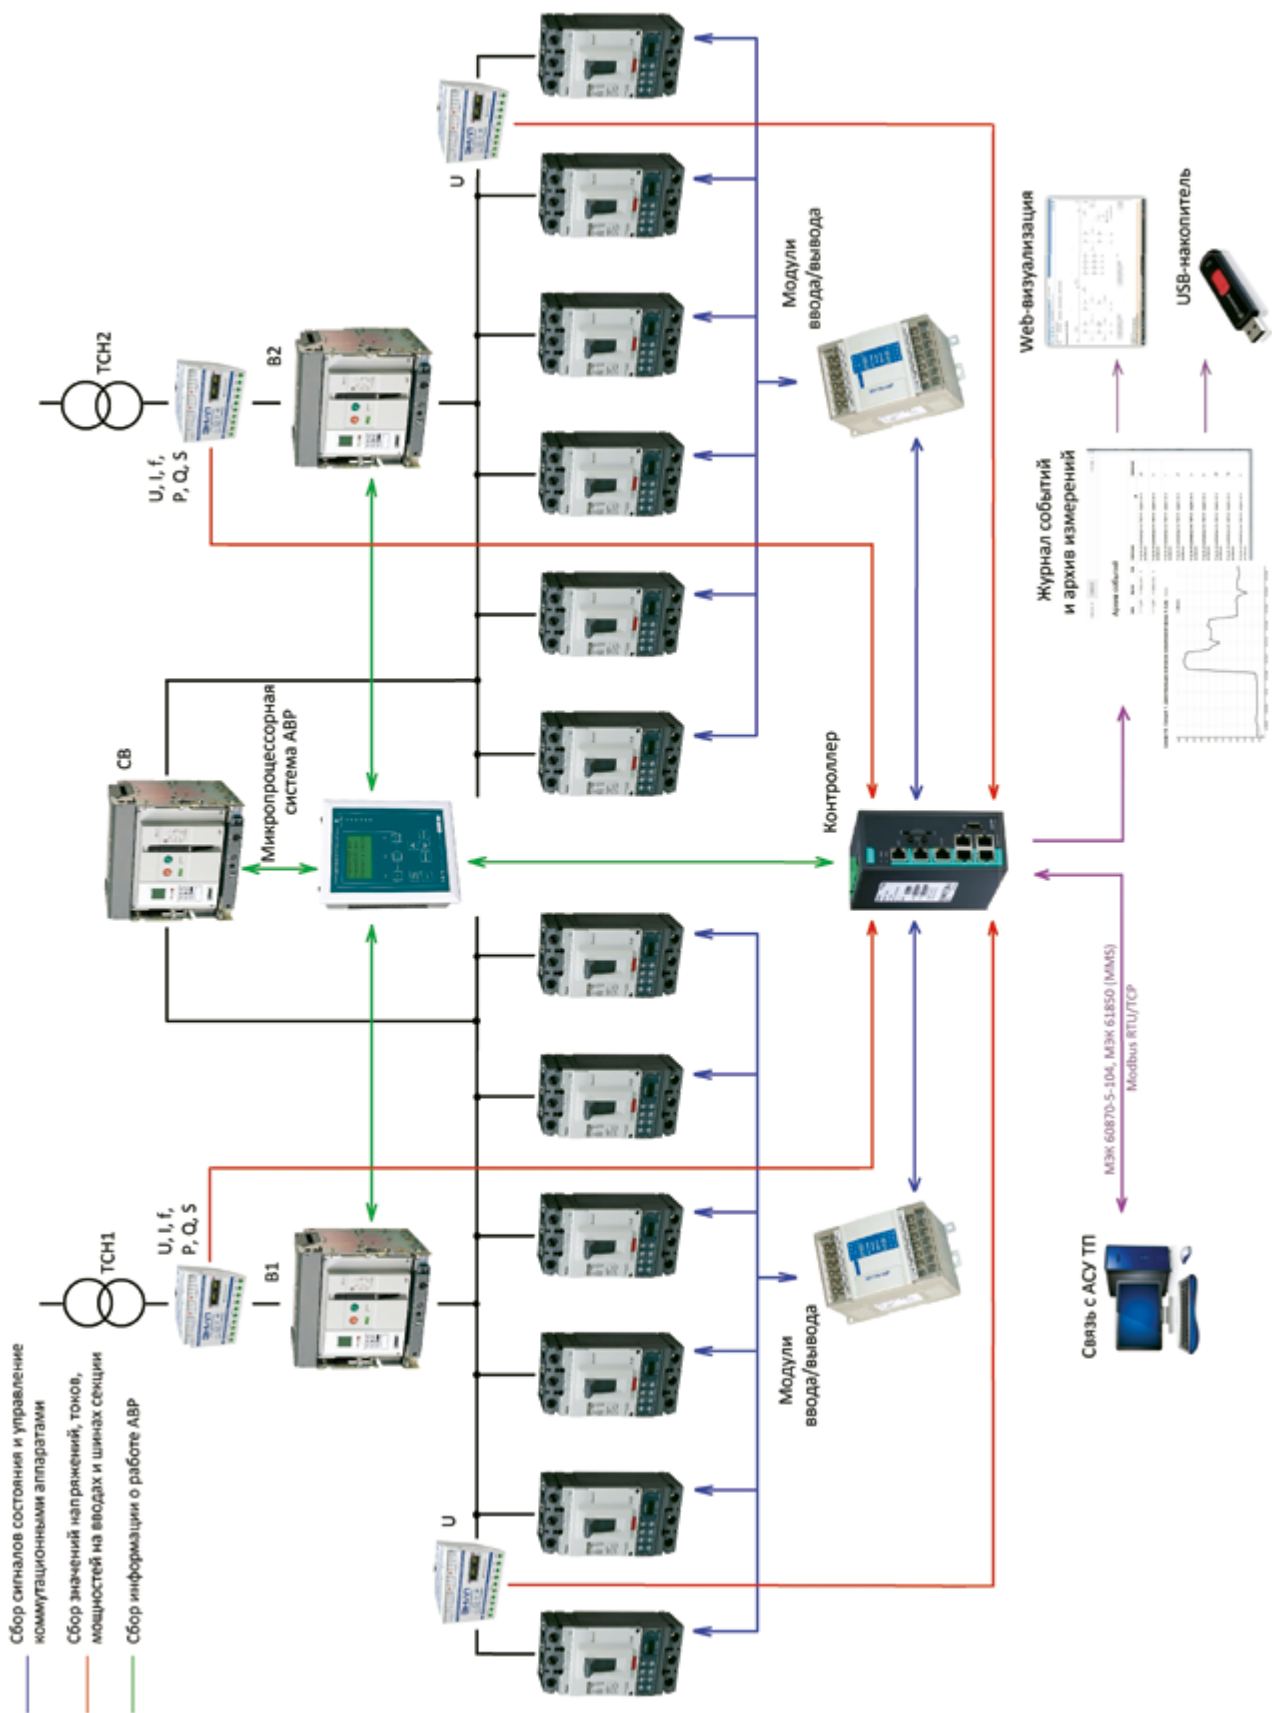 Сбор сигналов состояния и управление
коммутационными аппаратами
Сбор значений напряжений, токов,
мощностей на вводах и шинах секции
Сбор информации о работе АВР
ТСН1
U, I, f,
P, Q, S
В1
U
СВ
Микропроцессорная
система АВР
ТСН2
U, I, f,
P, Q, S
В2
U
Модули
ввода/вывода
Контроллер
Модули
ввода/вывода
Связь с АСУ ТП
МЭК 60870-5-104, МЭК 61850 (MMS)
Modbus RTU/TCP
Журнал событий
и архив измерений
Архив событий
Web-визуализация
USB-накопитель